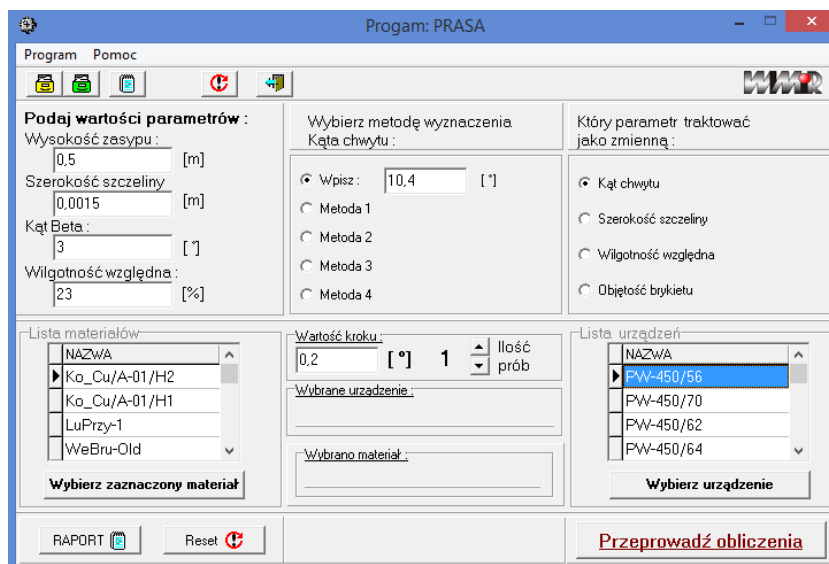 Progam: PRASA
Program Pomoc
WIMIR
Podaj wartości parametrów :
Wysokość zasypu :
0,5 [m]
Szerokość szczeliny
0,0015 [m]
Kąt Beta :
3 [°]
Wilgotność względna :
23 [%]
Wybierz metodę wyznaczenia
Kąta chwytu :
Wpisz : 10,4 [°]
Metoda 1
Metoda 2
Metoda 3
Metoda 4
Który parametr traktować
jako zmienną :
Kąt chwytu
Szerokość szczeliny
Wilgotność względna
Objętość brykietu
Lista materiałów
NAZWA
Ko_Cu/A-01/H2
Ko_Cu/A-01/H1
LuPrzy-1
WeBru-Old
Wybierz zaznaczony materiał
Wartość kroku :
0,2 [°] 1 Ilość
prób
Wybrane urządzenie :
Wybrano materiał :
Lista urządzeń
NAZWA
PW-450/56
PW-450/70
PW-450/62
PW-450/64
Wybierz urządzenie
RAPORT Reset
Przeprowadź obliczenia